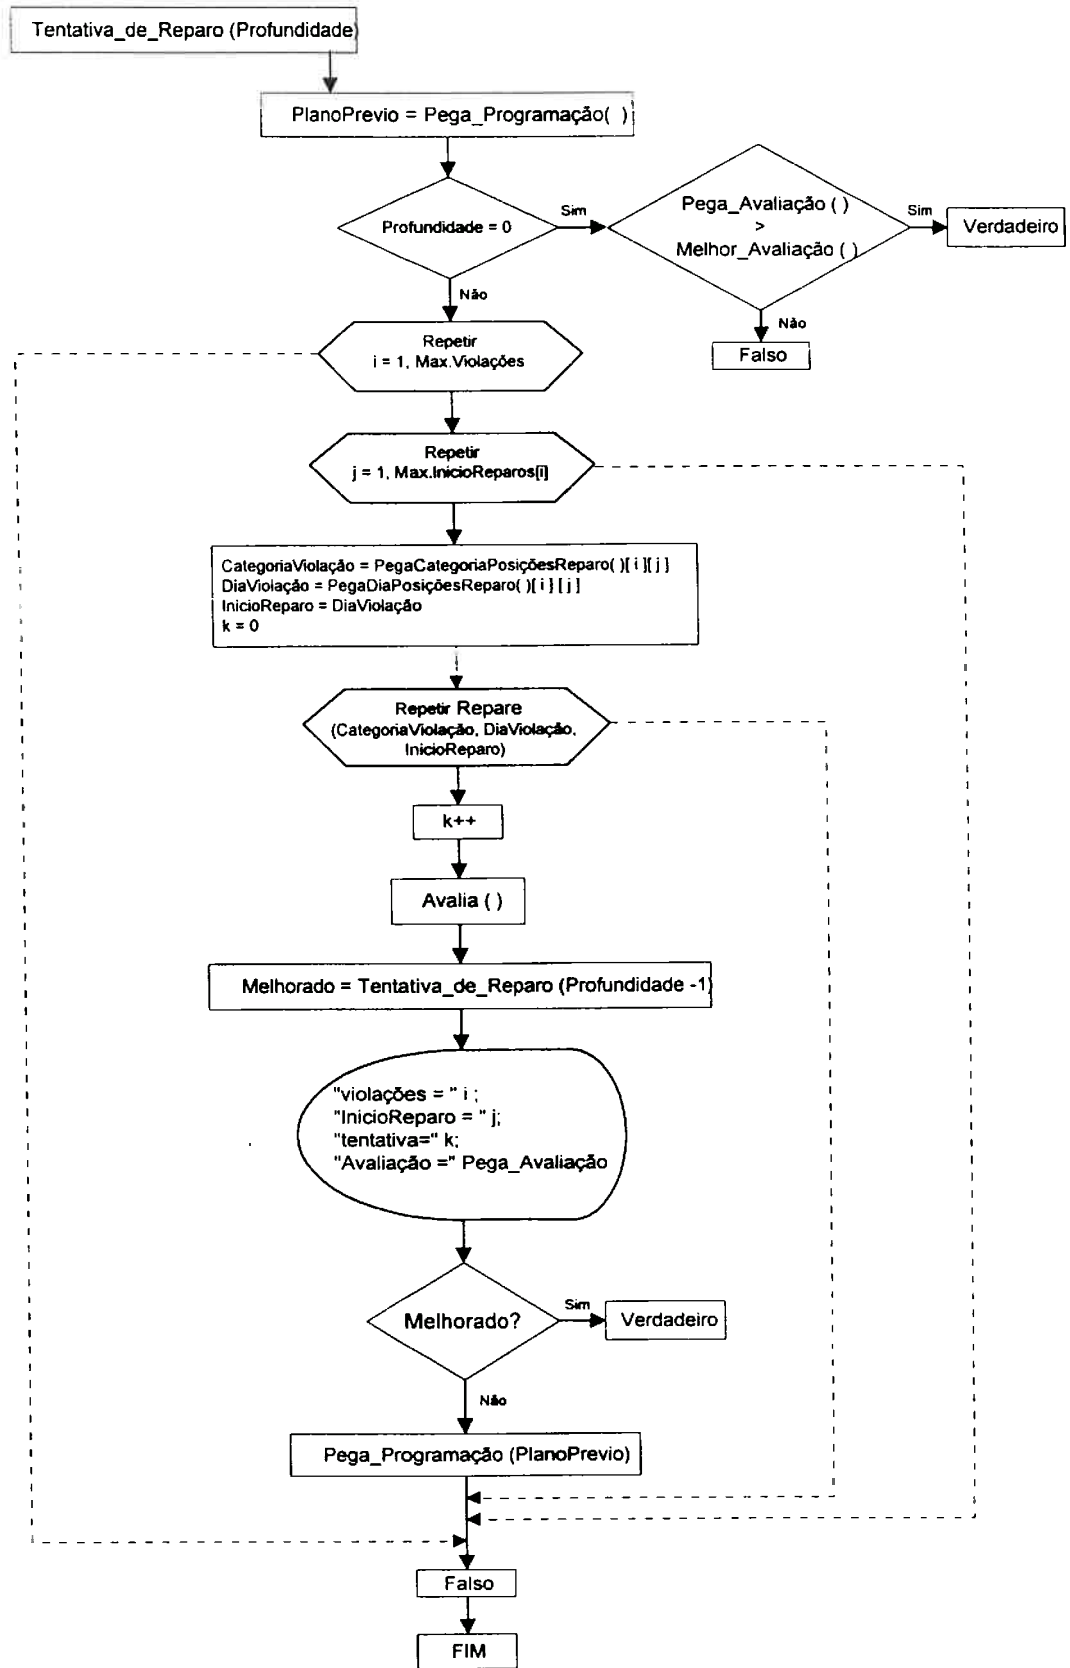 Tentativa_de_Reparo (Profundidade)
PlanoPrevio = Pega_Programação( )
Profundidade = 0
Sim
Pega_Avaliação ( )
>
Melhor_Avaliação ( )
Sim
Verdadeiro
Não
Falso
Não
Repetir
i = 1, Max.Violações
Repetir
j = 1, Max.InicioReparos[i]
CategoriaViolação = PegaCategoriaPosiçõesReparo( )[ i ][ j ]
DiaViolação = PegaDiaPosiçõesReparo( )[ i ] [ j ]
InicioReparo = DiaViolação
k = 0
Repetir Repare
(CategoriaViolação, DiaViolação,
InicioReparo)
k++
Avalia ( )
Melhorado = Tentativa_de_Reparo (Profundidade -1)
"violações = " i ;
"InicioReparo = " j;
"tentativa=" k;
"Avaliação =" Pega_Avaliação
Melhorado?
Sim
Verdadeiro
Não
Pega_Programação (PlanoPrevio)
Falso
FIM